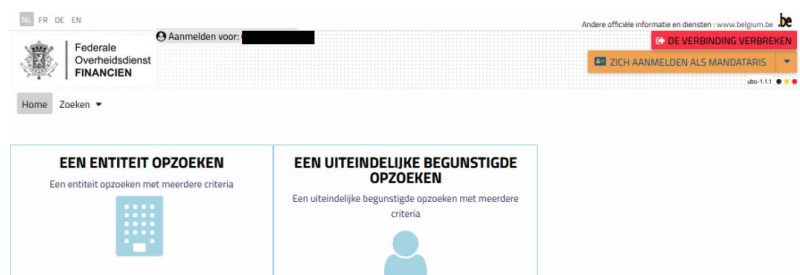 NL FR DE EN
Andere officiële informatie en diensten : www.belgium.be .be
Aanmelden voor:
DE VERBINDING VERBREKEN
Federale
Overheidsdienst
FINANCIEN
ZICH AANMELDEN ALS MANDATARIS
ubo-1.1.1
Home Zoeken
EEN ENTITEIT OPZOEKEN
Een entiteit opzoeken met meerdere criteria
EEN UITEINDELIJKE BEGUNSTIGDE
OPZOEKEN
Een uiteindelijke begunstigde opzoeken met meerdere
criteria